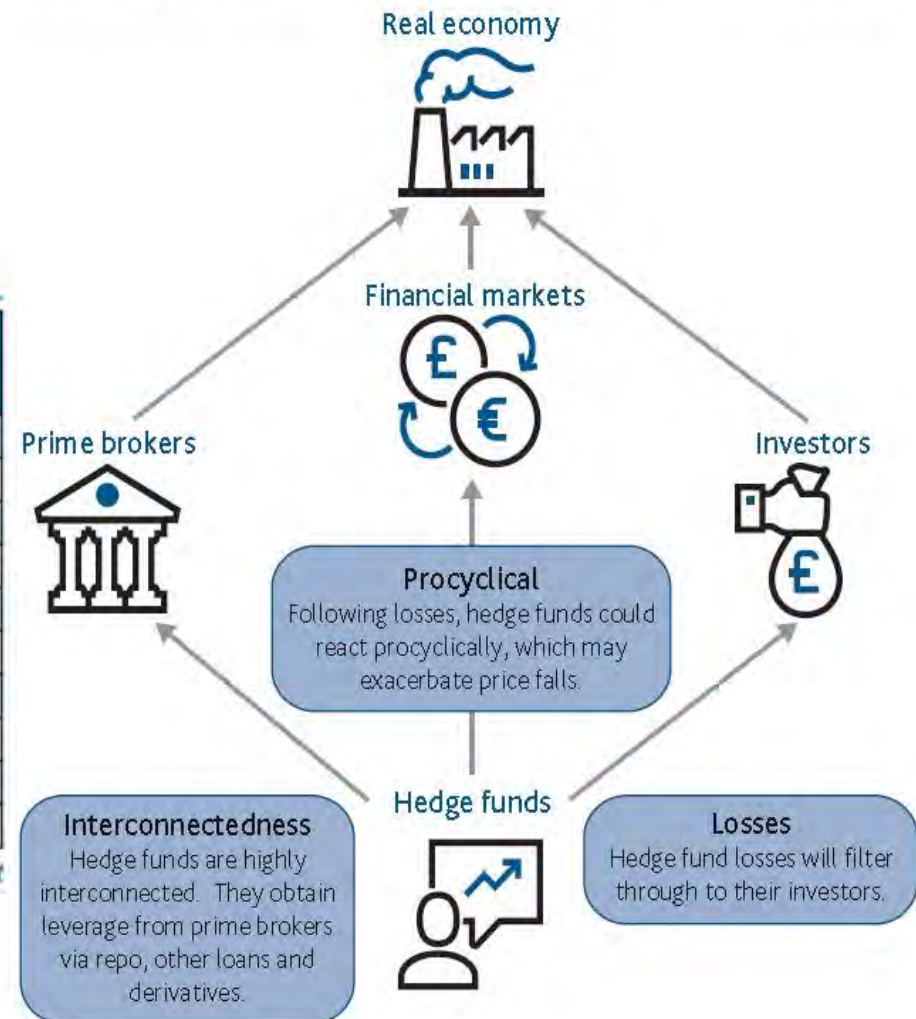 Real economy
Financial markets
£
€
Prime brokers
Investors
£
Procyclical
Following losses, hedge funds could
react procyclically, which may
exacerbate price falls.
Hedge funds
Interconnectedness
Hedge funds are highly
interconnected. They obtain
leverage from prime brokers
via repo, other loans and
derivatives.
Losses
Hedge fund losses will filter
through to their investors.